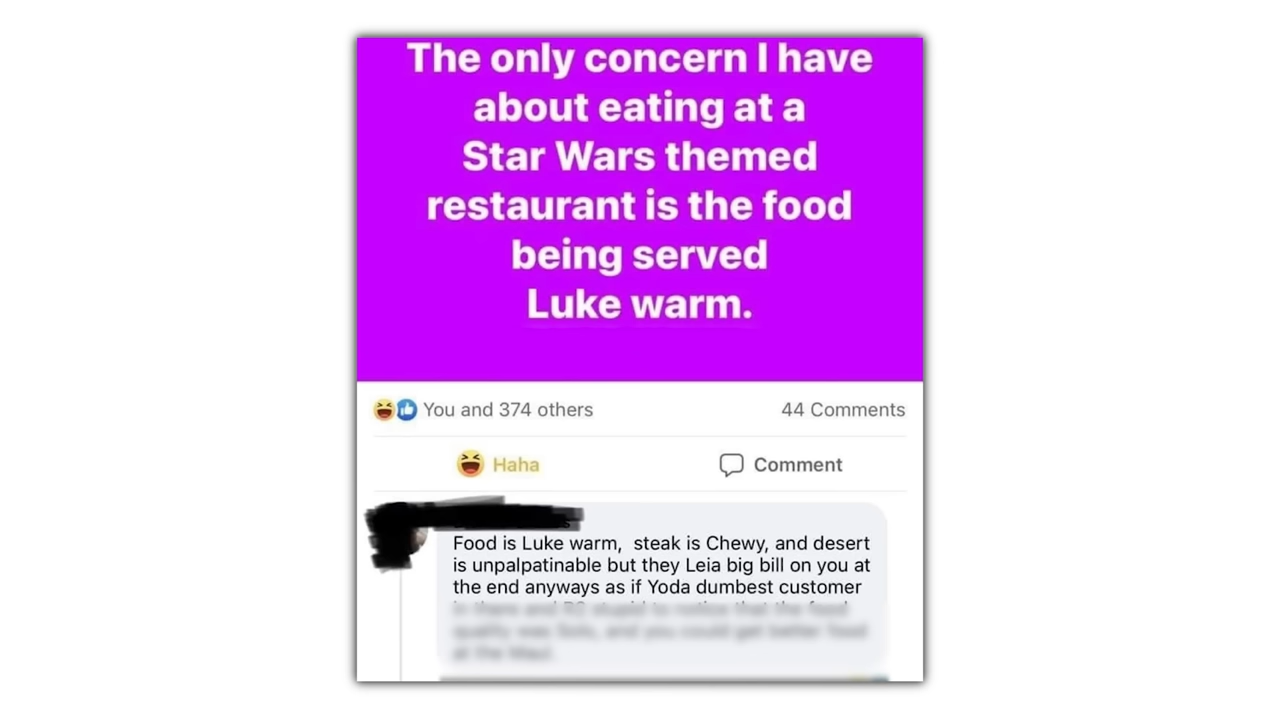 The only concern I have
about eating at a
Star Wars themed
restaurant is the food
being served
Luke warm.
You and 374 others
44 Comments
Haha
Comment
Food is Luke warm,  steak is Chewy, and desert
is unpalpatinable but they Leia big bill on you at
the end anyways as if Yoda dumbest customer